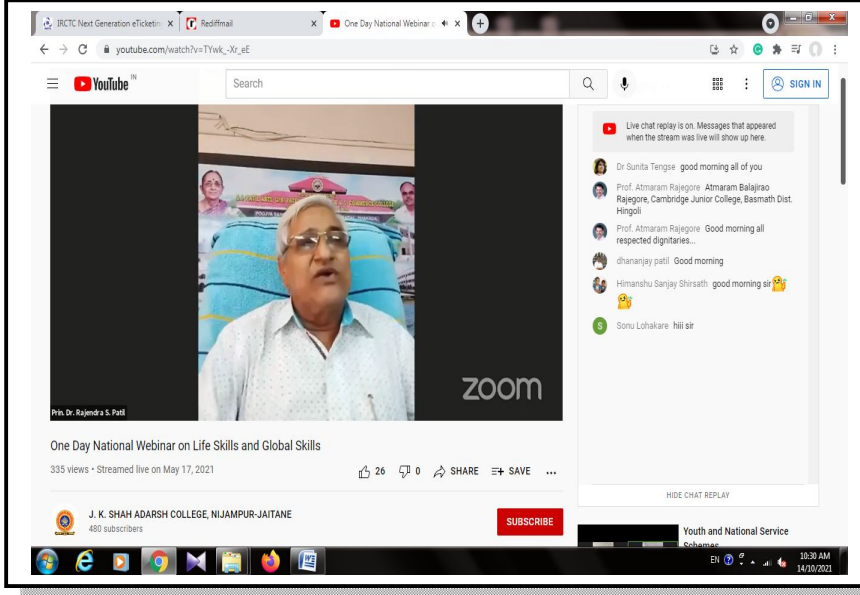 IRCTC Next Generation eTicketin
Rediffmail
One Day National Webinar o
youtube.com/watch?v=TYwk_-Xr_eE
YouTube IN
Search
SIGN IN
Live chat replay is on. Messages that appeared
when the stream was live will show up here.
Dr Sunita Tengse good morning all of you
Prof. Atmaram Rajegore Atmaram Balajirao
Rajegore, Cambridge Junior College, Basmath Dist.
Hingoli
Prof. Atmaram Rajegore Good morning all
respected dignitaries...
dhananjay patil Good morning
Himanshu Sanjay Shirsath good morning sir
S
Sonu Lohakare hiii sir
zoom
Prin. Dr. Rajendra S. Patil
One Day National Webinar on Life Skills and Global Skills
335 views • Streamed live on May 17, 2021
26
0
SHARE
SAVE
HIDE CHAT REPLAY
J. K. SHAH ADARSH COLLEGE, NIJAMPUR-JAITANE
480 subscribers
SUBSCRIBE
Youth and National Service
Schemes
EN
10:30 AM
14/10/2021